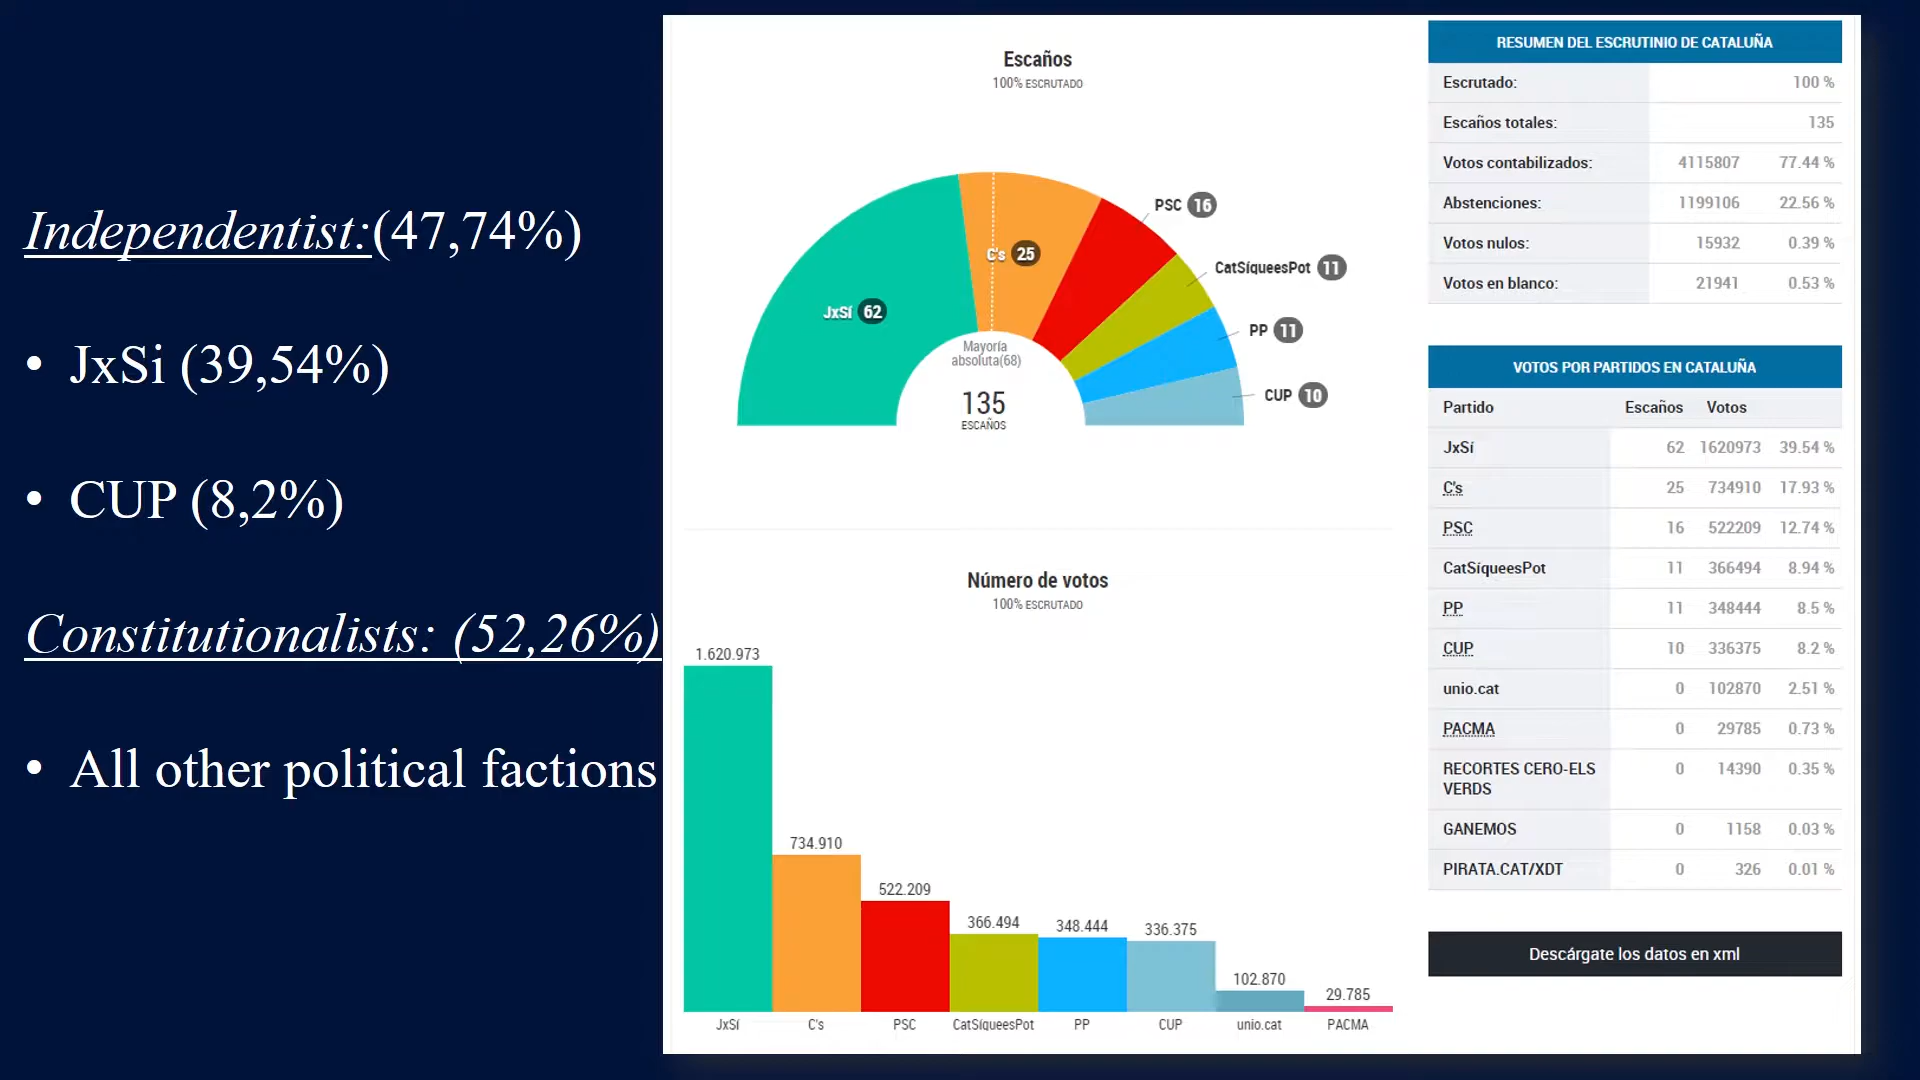 Independentist:(47,74%)
• JxSi (39,54%)
• CUP (8,2%)
Constitutionalists: (52,26%)
• All other political factions
Escaños
100% ESCRUTADO
JxSí 62
C's 25
PSC 16
CatSíqueesPot 11
PP 11
CUP 10
Mayoría
absoluta(68)
135
ESCAÑOS
Número de votos
100% ESCRUTADO
1.620.973
734.910
522.209
366.494
348.444
336.375
102.870
29.785
JxSí C's PSC CatSíqueesPot PP CUP unio.cat PACMA
RESUMEN DEL ESCRUTINIO DE CATALUÑA
Escrutado: 100 %
Escaños totales: 135
Votos contabilizados: 4115807 77.44 %
Abstenciones: 1199106 22.56 %
Votos nulos: 15932 0.39 %
Votos en blanco: 21941 0.53 %
VOTOS POR PARTIDOS EN CATALUÑA
Partido Escaños Votos
JxSí 62 1620973 39.54 %
C's 25 734910 17.93 %
PSC 16 522209 12.74 %
CatSíqueesPot 11 366494 8.94 %
PP 11 348444 8.5 %
CUP 10 336375 8.2 %
unio.cat 0 102870 2.51 %
PACMA 0 29785 0.73 %
RECORTES CERO-ELS 0 14390 0.35 %
VERDS
GANEMOS 0 1158 0.03 %
PIRATA.CAT/XDT 0 326 0.01 %
Descárgate los datos en xml